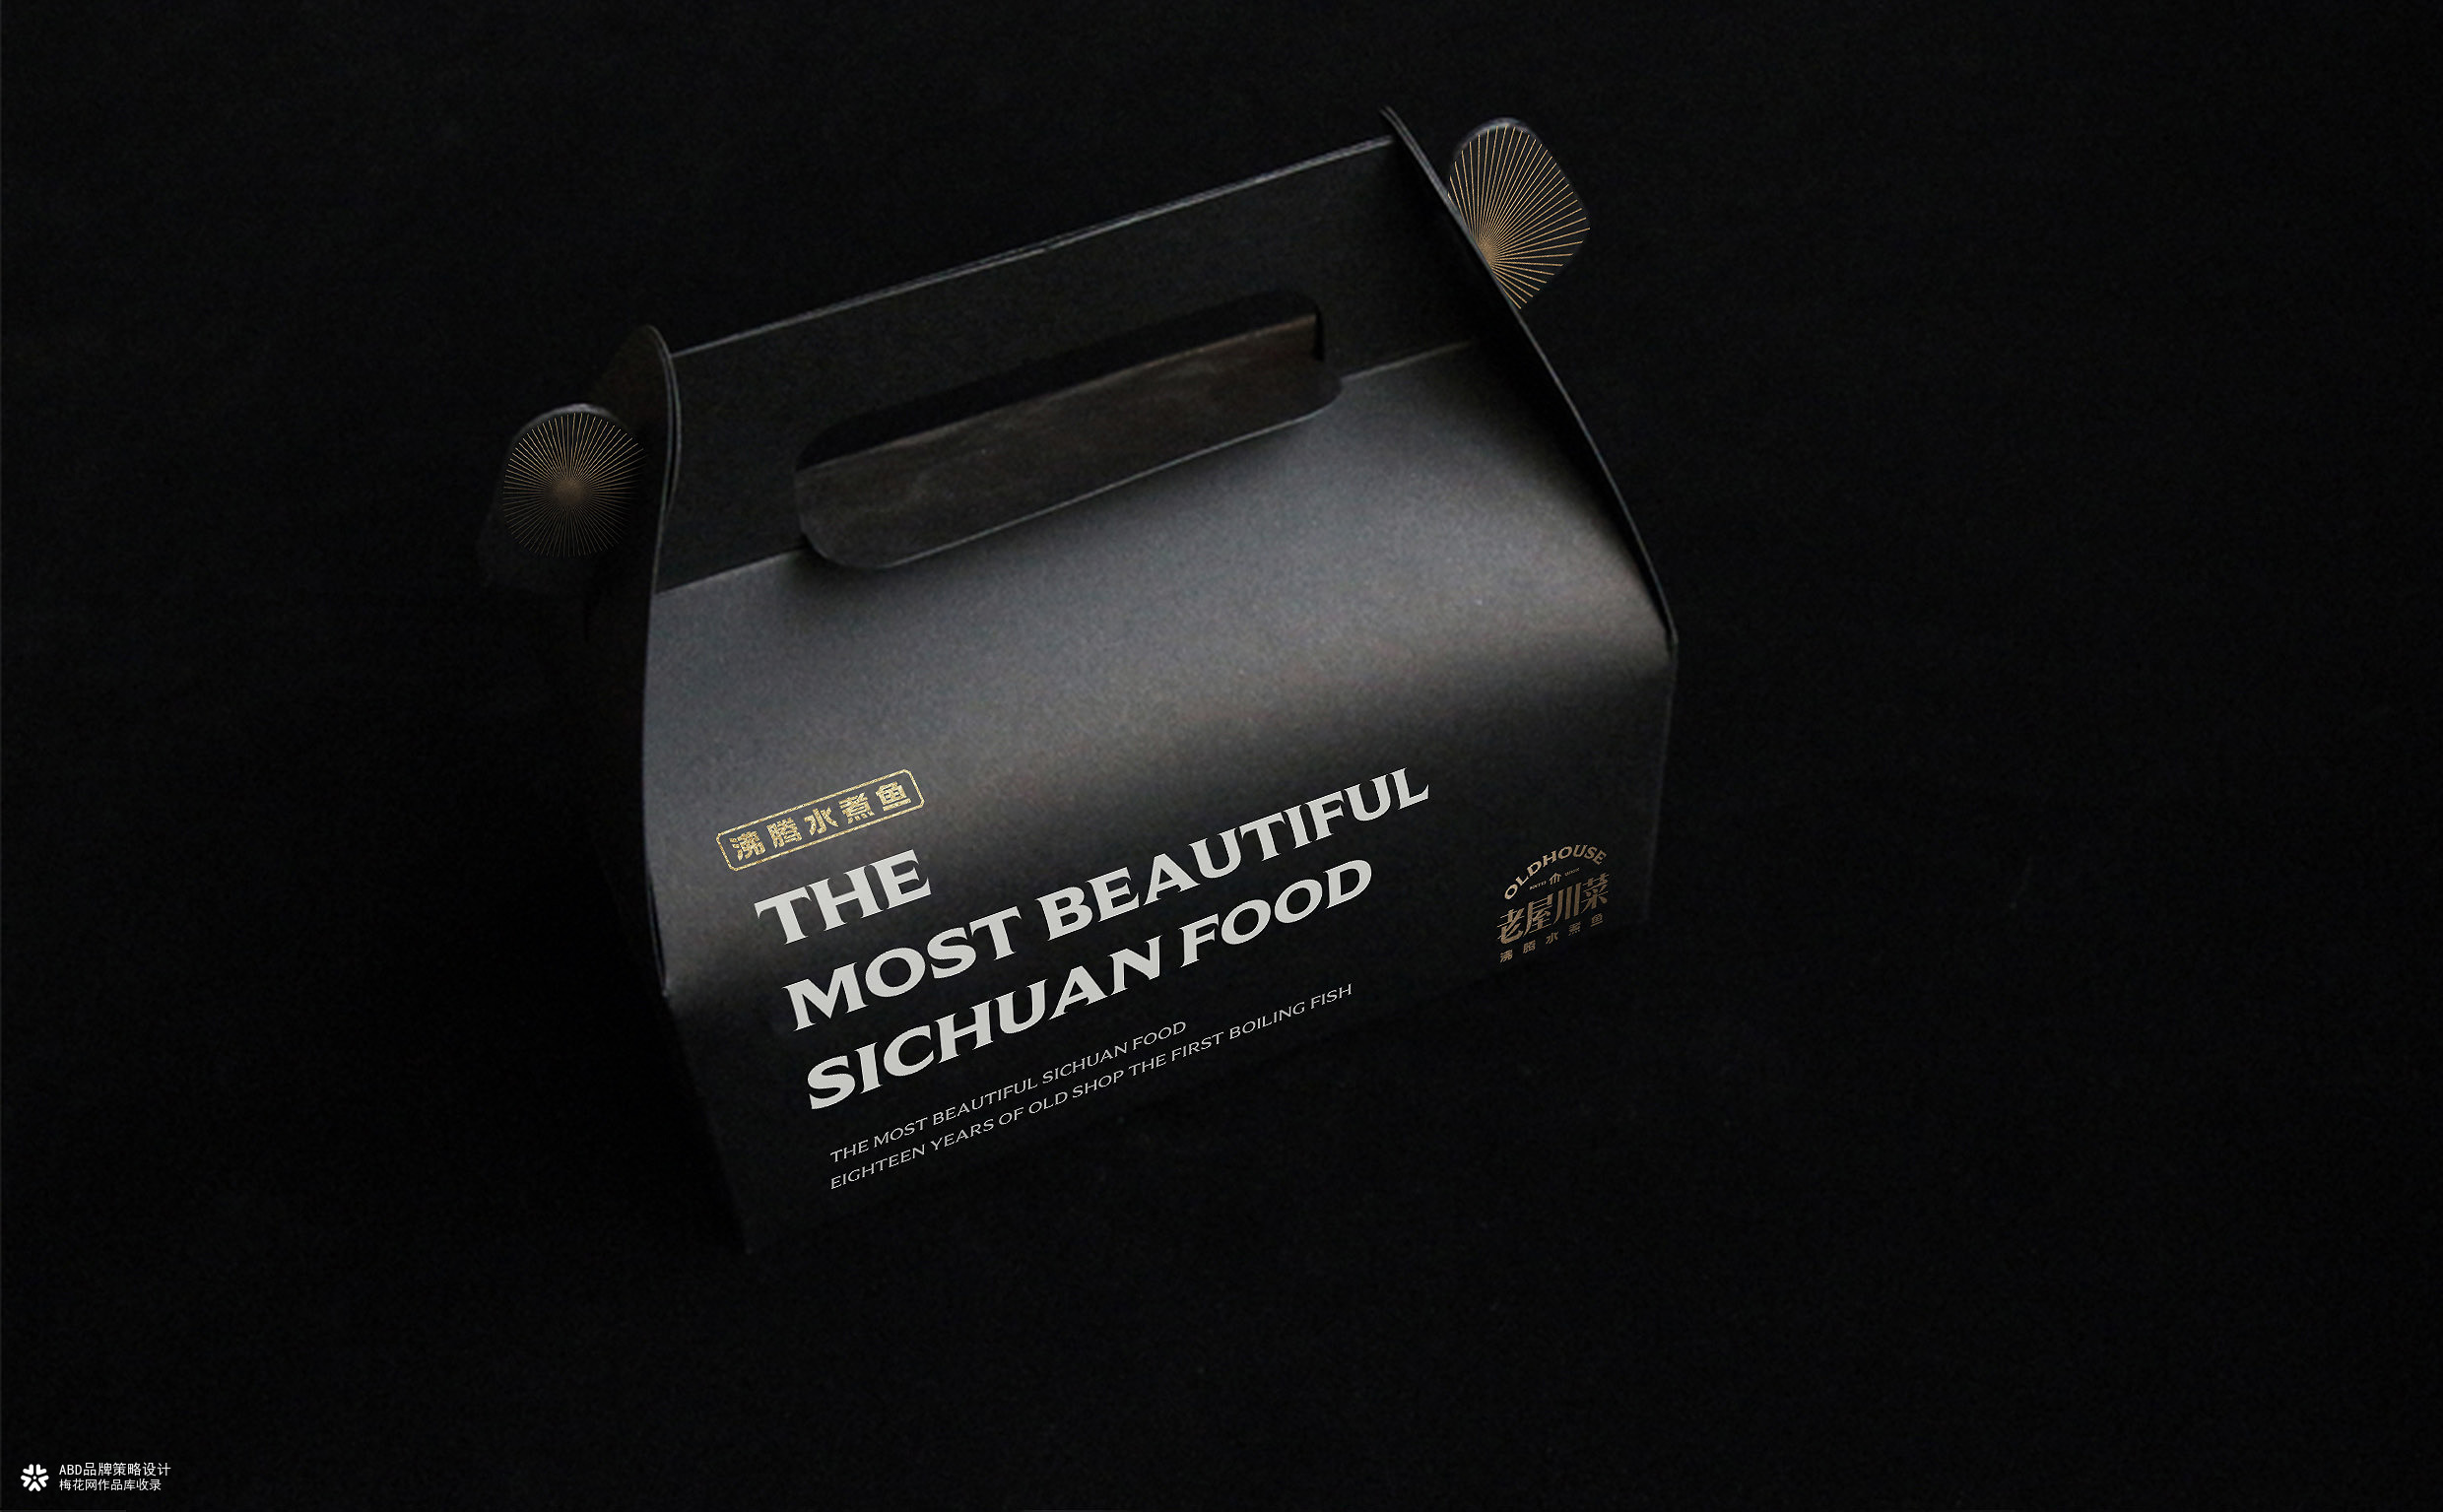 沸腾水煮鱼
THE
MOST BEAUTIFUL
SICHUAN FOOD
THE MOST BEAUTIFUL SICHUAN FOOD
EIGHTEEN YEARS OF OLD SHOP THE FIRST BOILING FISH
OLDHOUSE
老屋川菜
沸腾水煮鱼
ABD品牌策略设计
梅花网作品库收录